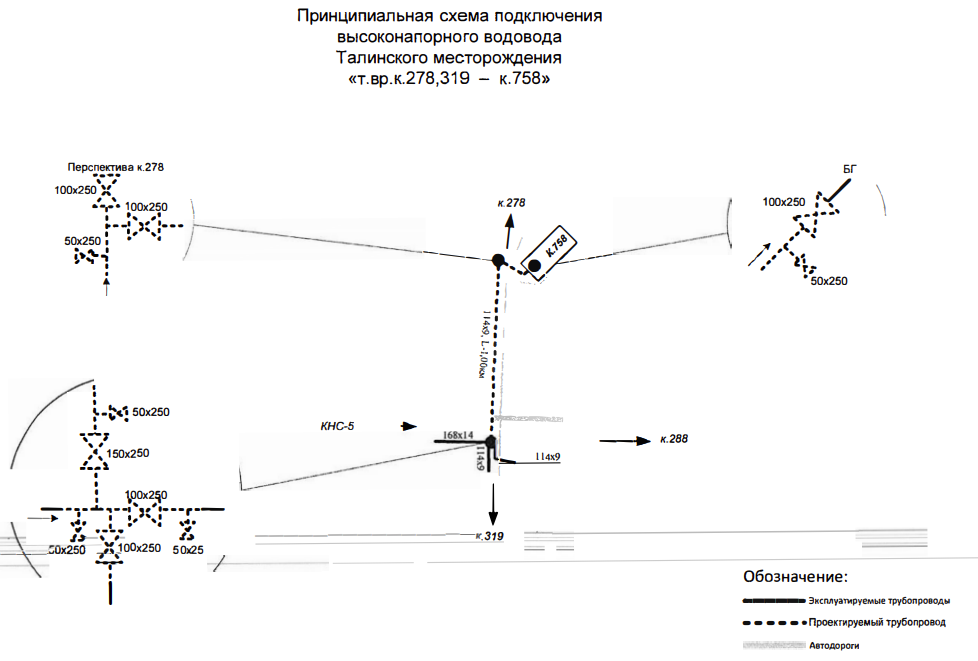 Принципиальная схема подключения
высоконапорного водовода
Талинского месторождения
«т.вр.к.278,319 – к.758»
Перспектива к.278
100x250
100x250
50x250
к.278
к.758
БГ
100x250
50x250
114x9, L-1,00км
50x250
150x250
100x250
50x250
100x250
50x25
КНС-5
168x14
114x9
114x9
к.288
к.319
Обозначение:
Эксплуатируемые трубопроводы
Проектируемый трубопровод
Автодороги